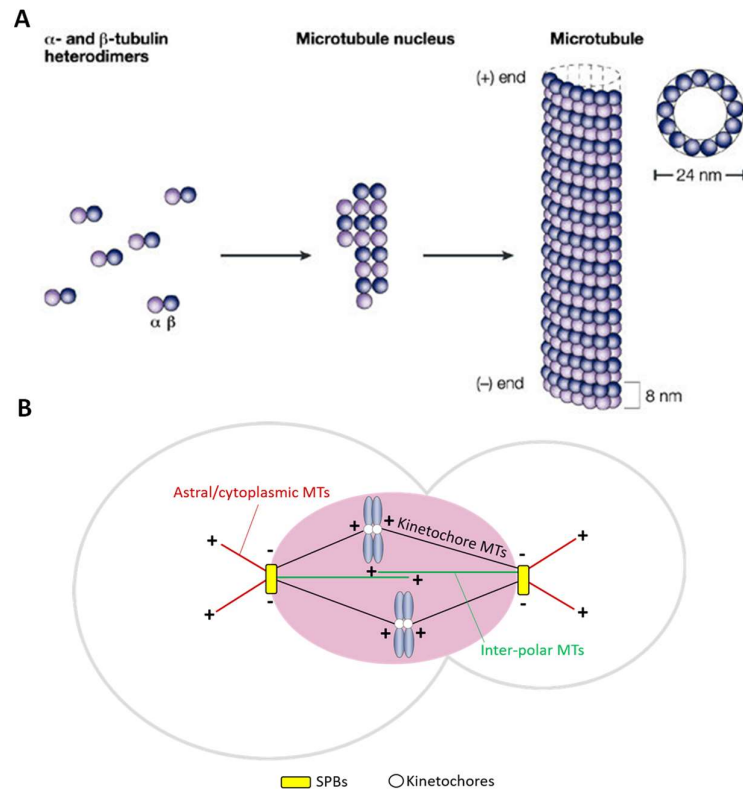 A
α- and β-tubulin
heterodimers
Microtubule nucleus
Microtubule
(+) end
24 nm
α β
(–) end
8 nm
B
Astral/cytoplasmic MTs
Kinetochore MTs
+
+
+
-
-
+
+
+
+
-
-
+
+
+
+
Inter-polar MTs
SPBs
Kinetochores